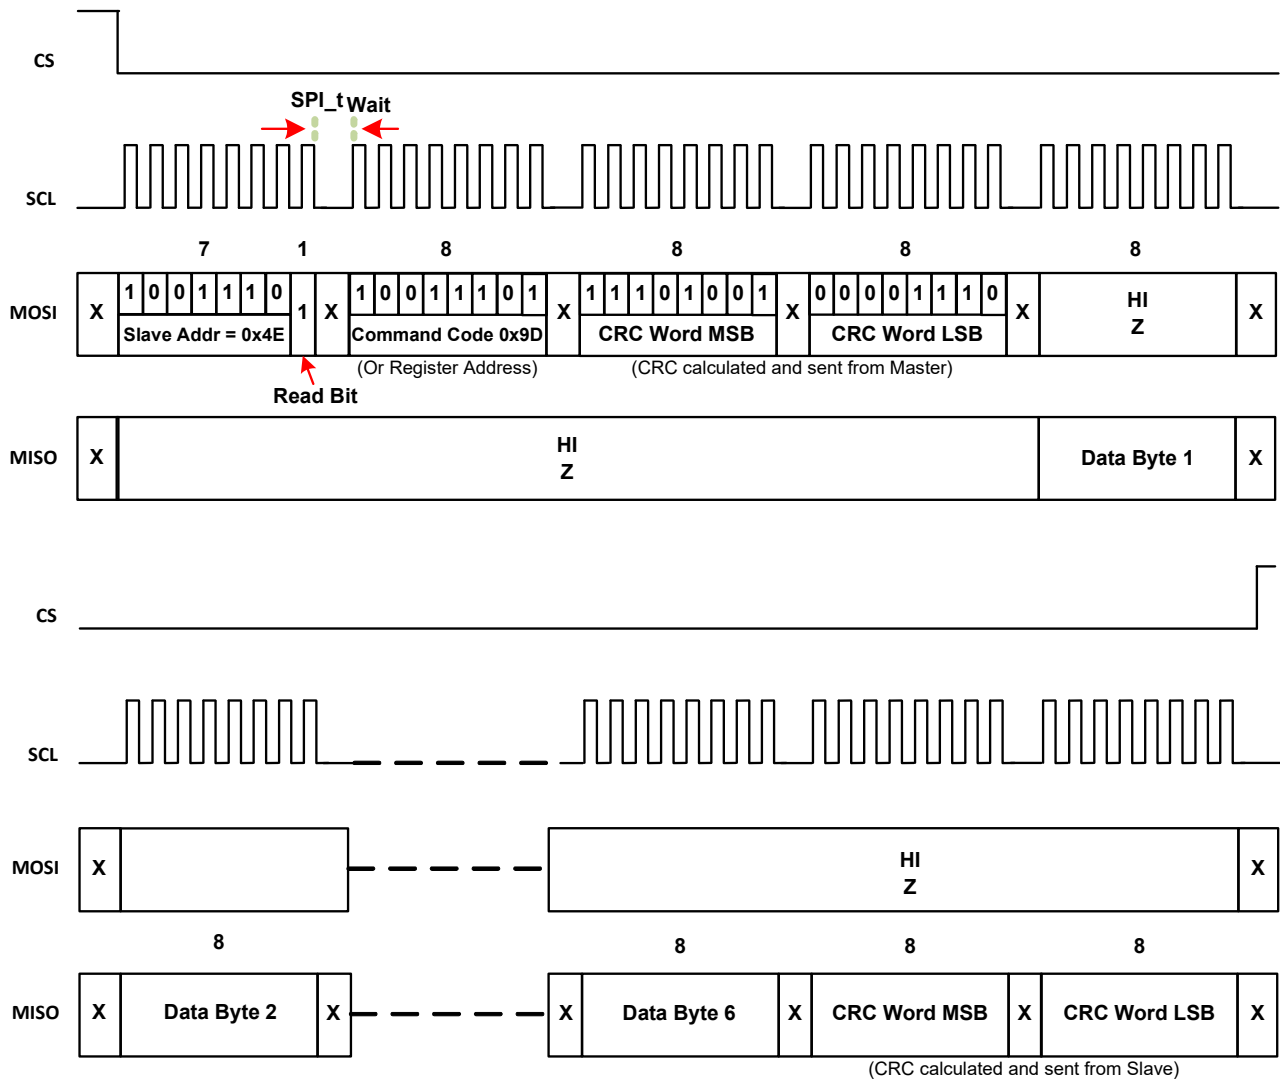 CS
SPI_t Wait
SCL
7 1 8 8 8 8
MOSI X 1 0 0 1 1 1 0 1 X 1 0 0 1 1 1 0 1 X 1 1 1 0 1 0 0 1 X 0 0 0 0 1 1 1 0 X HI Z X
Slave Addr = 0x4E Command Code 0x9D CRC Word MSB CRC Word LSB
(Or Register Address) (CRC calculated and sent from Master)
Read Bit
MISO X HI Z Data Byte 1 X
CS
SCL
MOSI X HI Z X
8 8 8 8
MISO X Data Byte 2 X X Data Byte 6 X CRC Word MSB X CRC Word LSB X
(CRC calculated and sent from Slave)